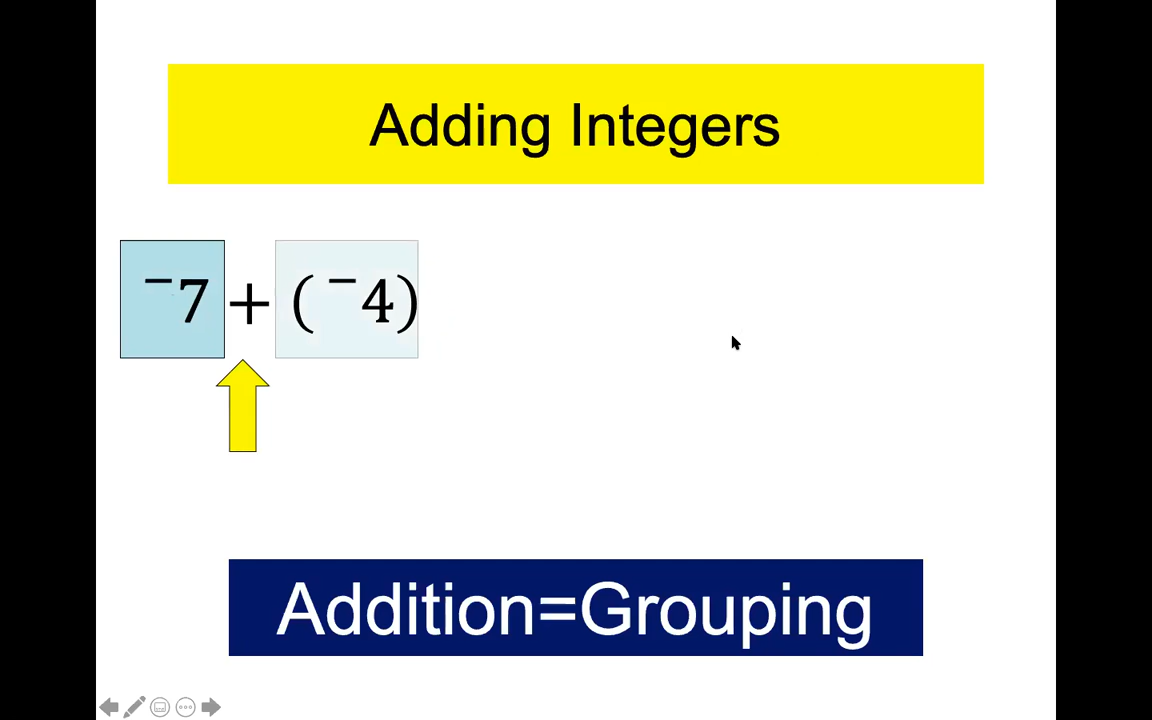 Adding Integers
⁻7 + (⁻4)
Addition=Grouping